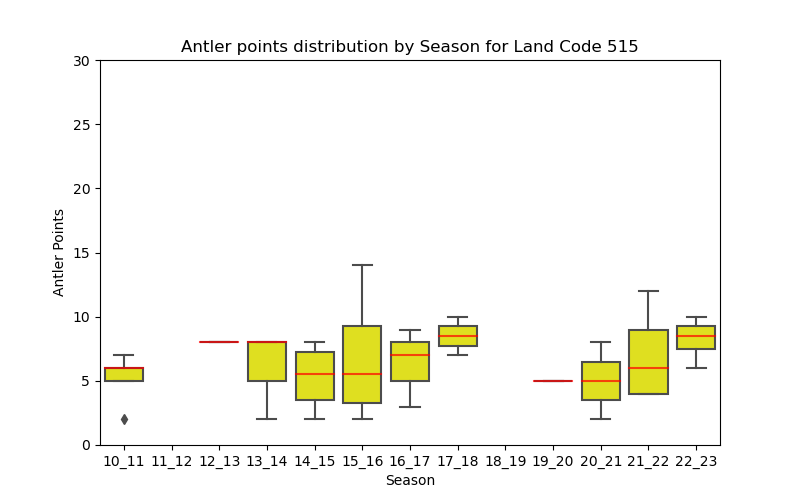 Antler points distribution by Season for Land Code 515
30
25
20
15
10
5
0
Antler Points
10_11 11_12 12_13 13_14 14_15 15_16 16_17 17_18 18_19 19_20 20_21 21_22 22_23
Season